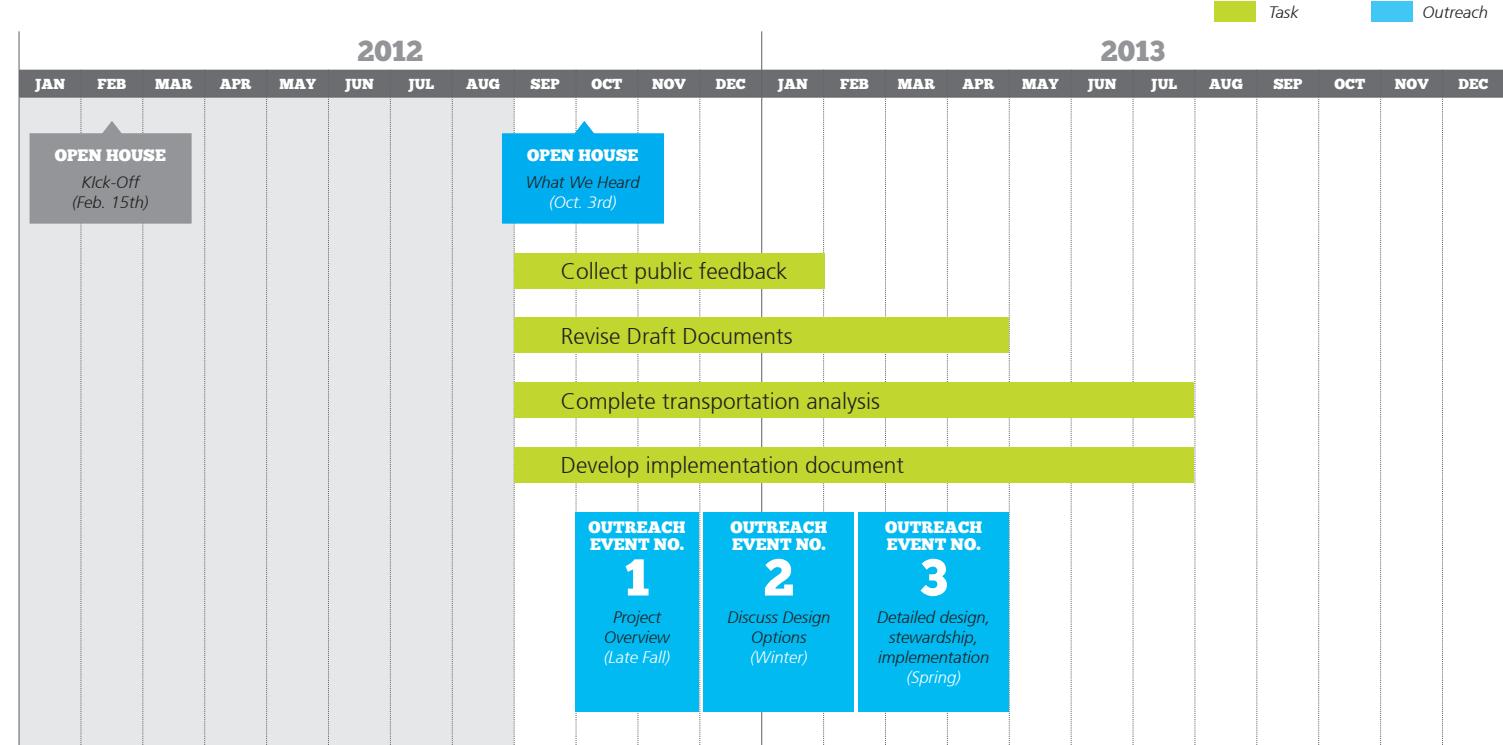 Task Outreach
2012 2013
JAN FEB MAR APR MAY JUN JUL AUG SEP OCT NOV DEC JAN FEB MAR APR MAY JUN JUL AUG SEP OCT NOV DEC
OPEN HOUSE
KIck-Off
(Feb. 15th)
OPEN HOUSE
What We Heard
(Oct. 3rd)
Collect public feedback
Revise Draft Documents
Complete transportation analysis
Develop implementation document
OUTREACH
EVENT NO.
1
Project
Overview
(Late Fall)
OUTREACH
EVENT NO.
2
Discuss Design
Options
(Winter)
OUTREACH
EVENT NO.
3
Detailed design,
stewardship,
implementation
(Spring)